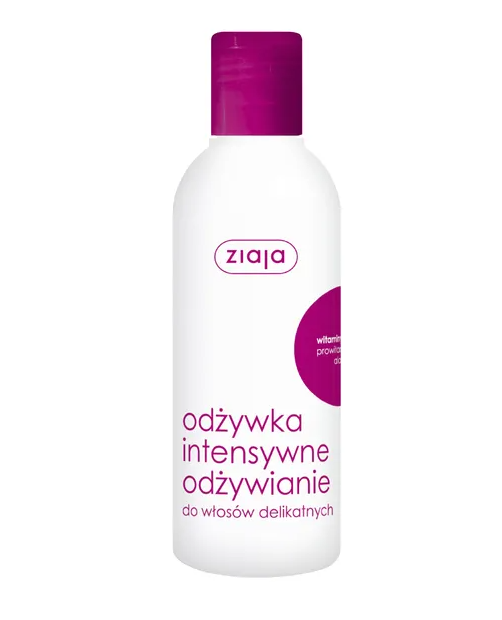 ziaja
odżywka
intensywne
odżywianie
do włosów delikatnych